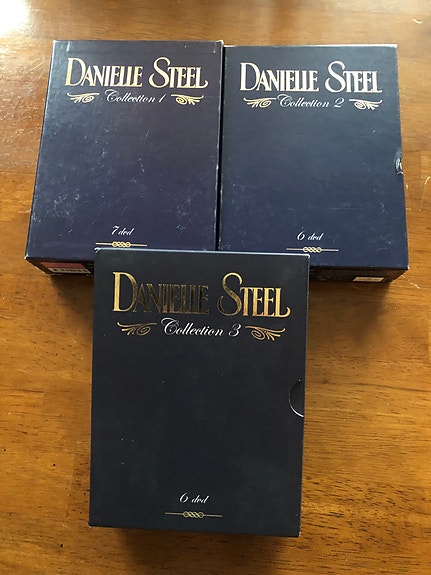 DANIELLE STEEL
Collection 1
7 dvd
DANIELLE STEEL
Collection 2
6 dvd
DANIELLE STEEL
Collection 3
6 dvd